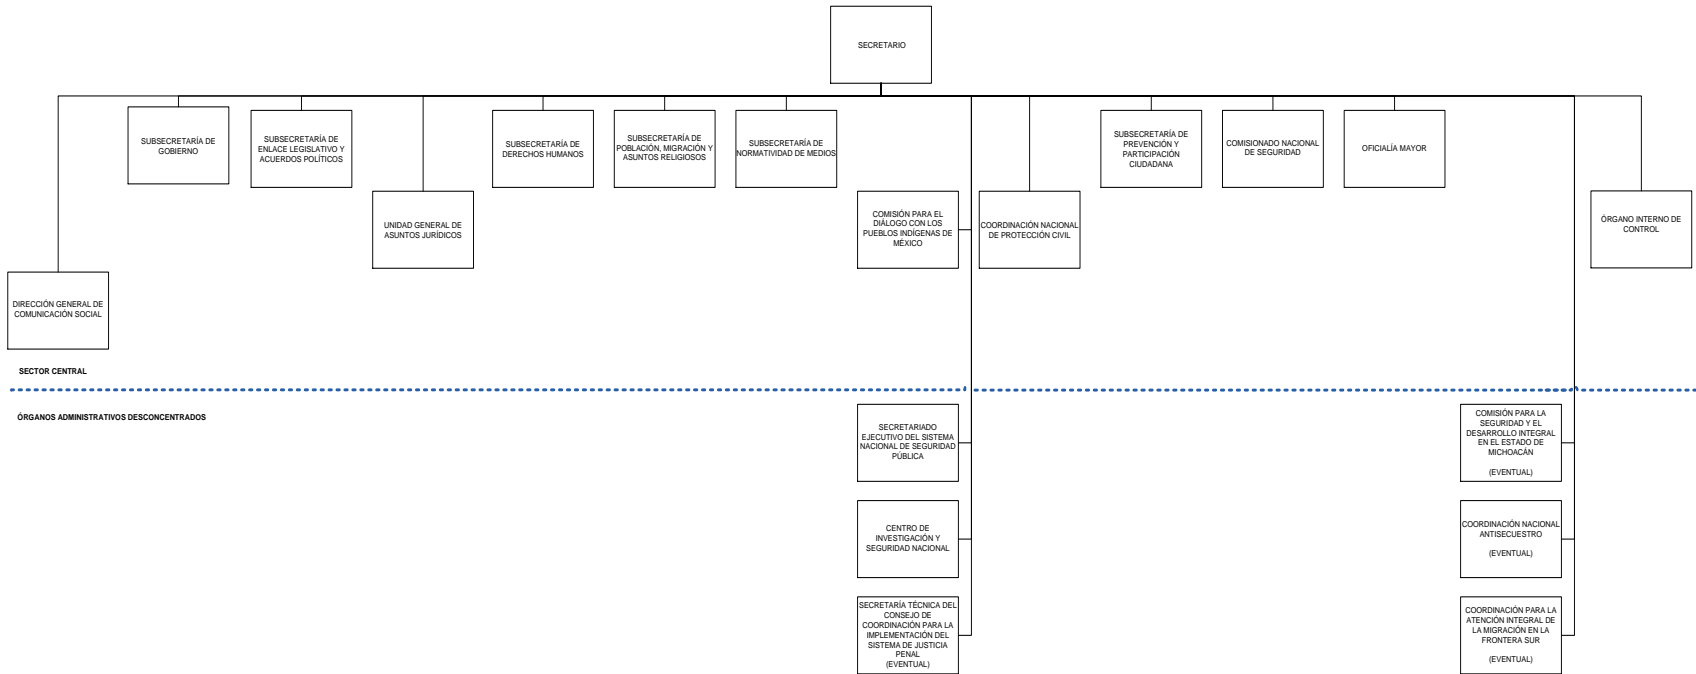 SECRETARIO
SUBSECRETARÍA DE
GOBIERNO
SUBSECRETARÍA DE
ENLACE LEGISLATIVO Y
ACUERDOS POLÍTICOS
SUBSECRETARÍA DE
DERECHOS HUMANOS
SUBSECRETARÍA DE
POBLACIÓN, MIGRACIÓN Y
ASUNTOS RELIGIOSOS
SUBSECRETARÍA DE
NORMATIVIDAD DE MEDIOS
SUBSECRETARÍA DE
PREVENCIÓN Y
PARTICIPACIÓN
CIUDADANA
COMISIONADO NACIONAL
DE SEGURIDAD
OFICIALÍA MAYOR
UNIDAD GENERAL DE
ASUNTOS JURÍDICOS
COMISIÓN PARA EL
DIÁLOGO CON LOS
PUEBLOS INDÍGENAS DE
MÉXICO
COORDINACIÓN NACIONAL
DE PROTECCIÓN CIVIL
ÓRGANO INTERNO DE
CONTROL
DIRECCIÓN GENERAL DE
COMUNICACIÓN SOCIAL
SECTOR CENTRAL
ÓRGANOS ADMINISTRATIVOS DESCONCENTRADOS
SECRETARIADO
EJECUTIVO DEL SISTEMA
NACIONAL DE SEGURIDAD
PÚBLICA
COMISIÓN PARA LA
SEGURIDAD Y EL
DESARROLLO INTEGRAL
EN EL ESTADO DE
MICHOACÁN
(EVENTUAL)
CENTRO DE
INVESTIGACIÓN Y
SEGURIDAD NACIONAL
COORDINACIÓN NACIONAL
ANTISECUESTRO
(EVENTUAL)
SECRETARÍA TÉCNICA DEL
CONSEJO DE
COORDINACIÓN PARA LA
IMPLEMENTACIÓN DEL
SISTEMA DE JUSTICIA
PENAL
(EVENTUAL)
COORDINACIÓN PARA LA
ATENCIÓN INTEGRAL DE
LA MIGRACIÓN EN LA
FRONTERA SUR
(EVENTUAL)